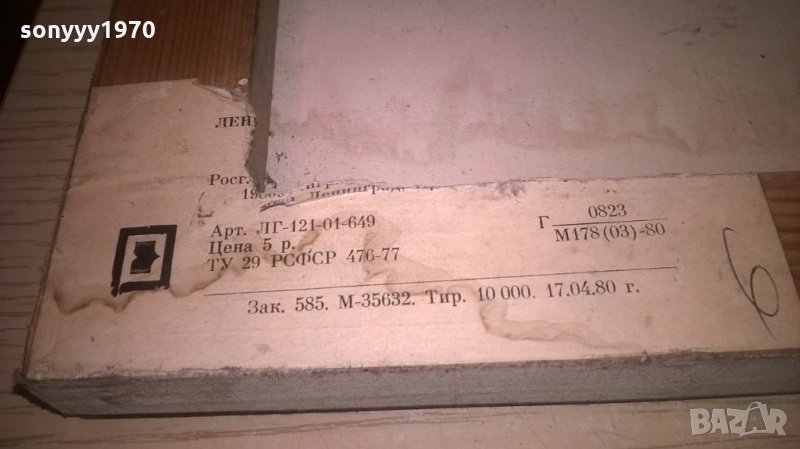 sonyyy1970
Арт. ЛГ-121-01-649
Цена 5 р.
ТУ 29 РСФСР 476-77
Г 0823
М178(03)-80
Зак. 585. М-35632. Тир. 10 000. 17.04.80 г.
6
BAZAR